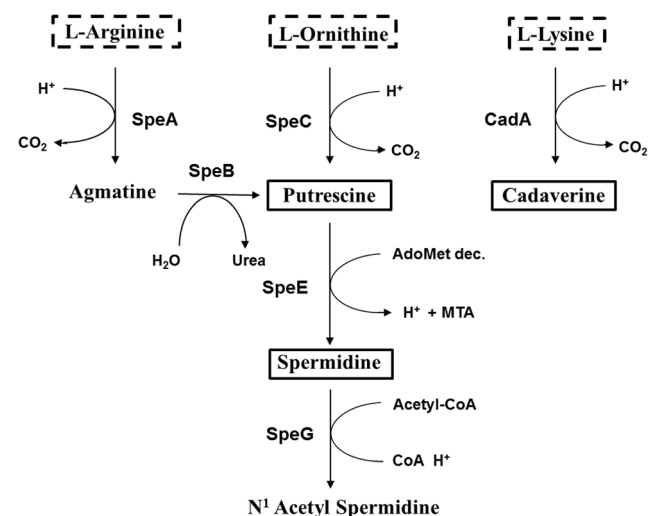 L-Arginine
L-Ornithine
L-Lysine
H⁺
SpeA
CO₂
SpeC
H⁺
CO₂
CadA
H⁺
CO₂
Agmatine
SpeB
Putrescine
Cadaverine
H₂O
Urea
SpeE
AdoMet dec.
H⁺ + MTA
Spermidine
SpeG
Acetyl-CoA
CoA H⁺
N¹ Acetyl Spermidine